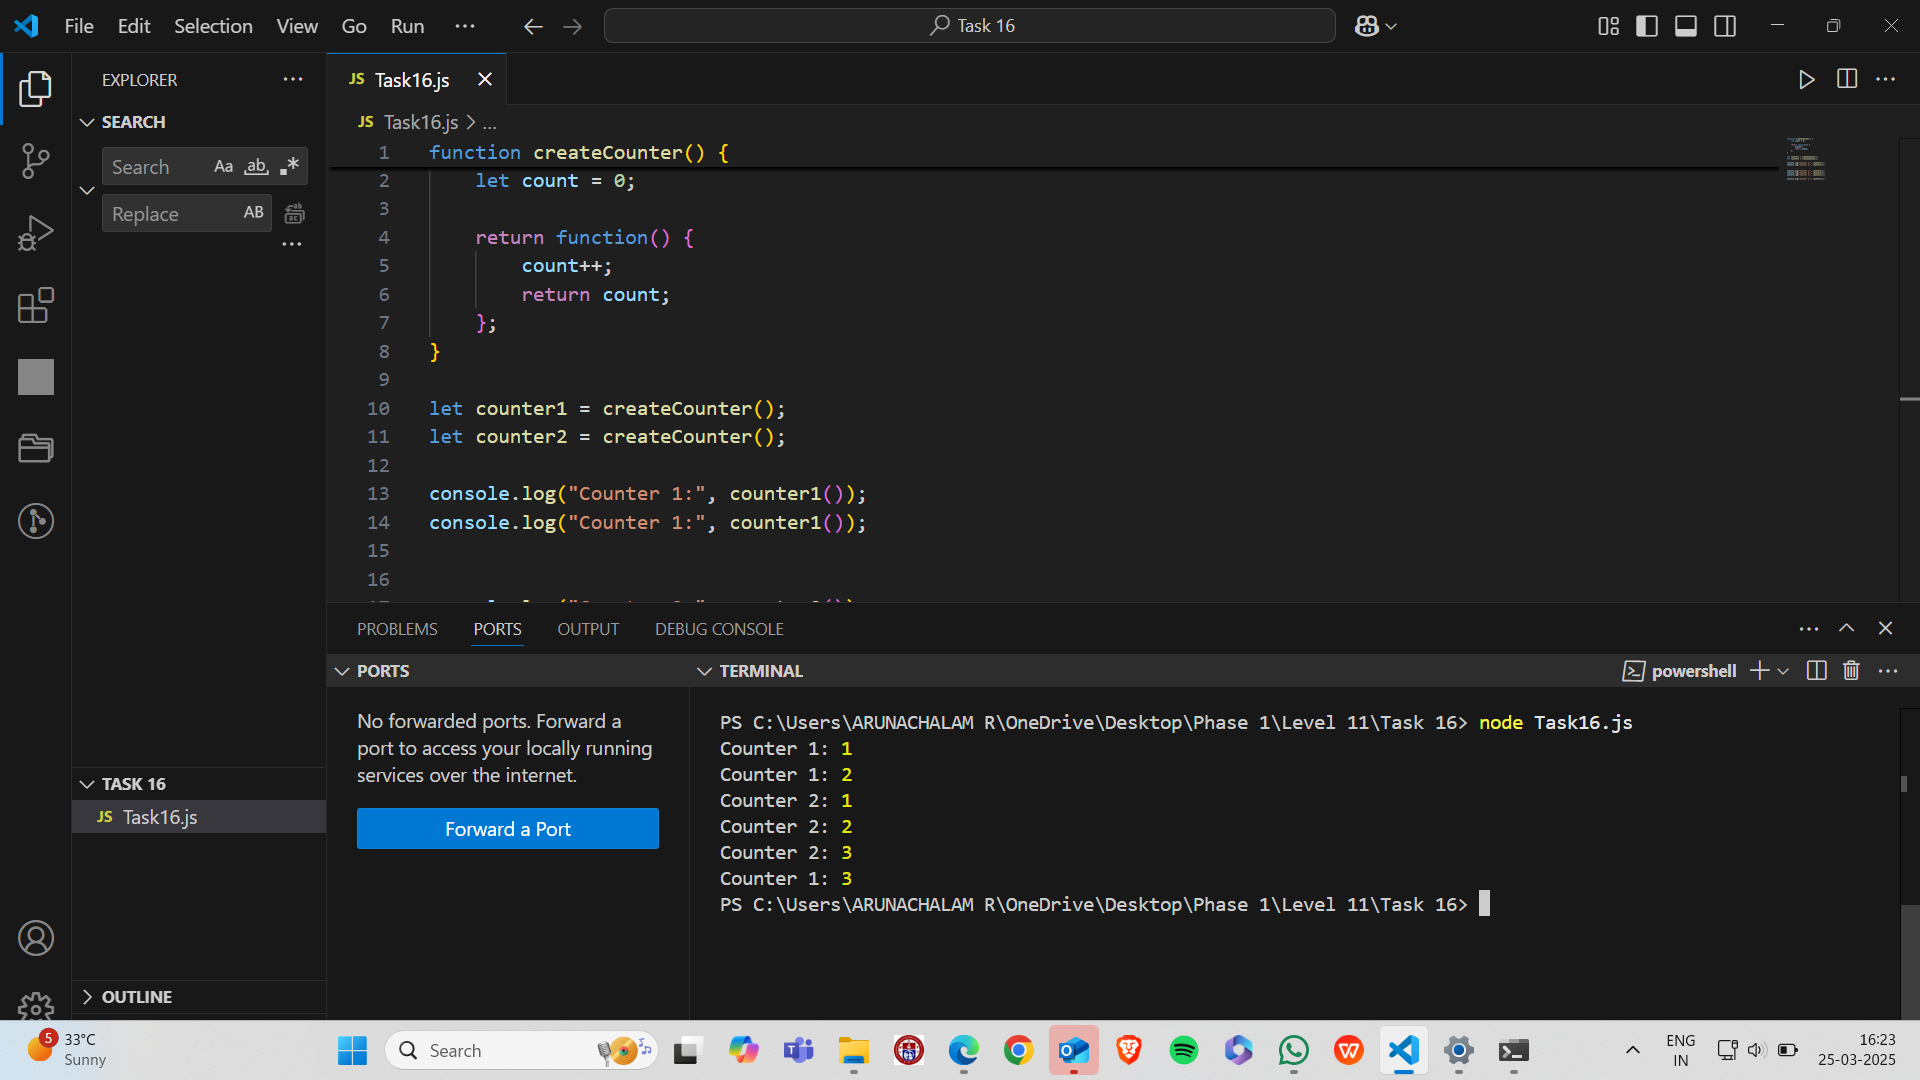 File Edit Selection View Go Run ... Task 16
EXPLORER ...
SEARCH
Search Aa ab .*
Replace AB
...
TASK 16
JS Task16.js
OUTLINE
JS Task16.js
JS Task16.js > ...
1 function createCounter() {
2 let count = 0;
3
4 return function() {
5 count++;
6 return count;
7 };
8 }
9
10 let counter1 = createCounter();
11 let counter2 = createCounter();
12
13 console.log("Counter 1:", counter1());
14 console.log("Counter 1:", counter1());
15
16
PROBLEMS PORTS OUTPUT DEBUG CONSOLE
PORTS
No forwarded ports. Forward a
port to access your locally running
services over the internet.
Forward a Port
TERMINAL powershell
PS C:\Users\ARUNACHALAM R\OneDrive\Desktop\Phase 1\Level 11\Task 16> node Task16.js
Counter 1: 1
Counter 1: 2
Counter 2: 1
Counter 2: 2
Counter 2: 3
Counter 1: 3
PS C:\Users\ARUNACHALAM R\OneDrive\Desktop\Phase 1\Level 11\Task 16>
5 33°C
Sunny
Search
ENG
IN
16:23
25-03-2025